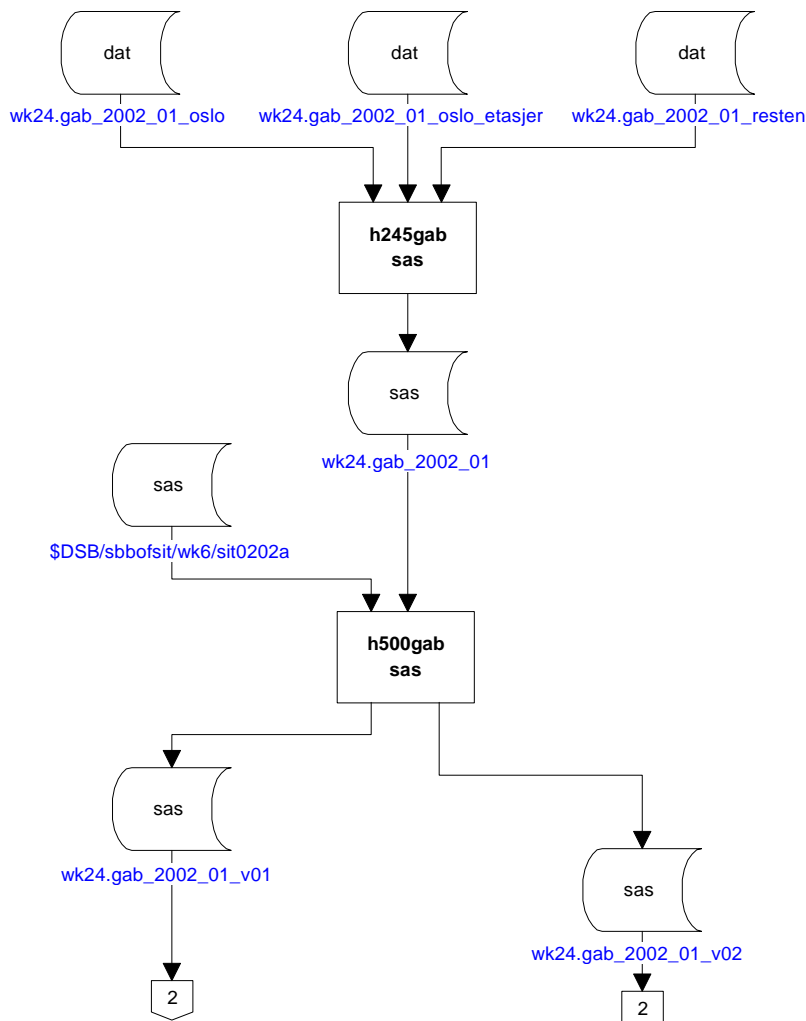 dat
dat
dat
wk24.gab_2002_01_oslo
wk24.gab_2002_01_oslo_etasjer
wk24.gab_2002_01_resten
h245gab
sas
sas
wk24.gab_2002_01
sas
$DSB/sbbofsit/wk6/sit0202a
h500gab
sas
sas
wk24.gab_2002_01_v01
sas
wk24.gab_2002_01_v02
2
2